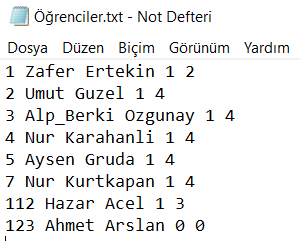 Öğrenciler.txt - Not Defteri
Dosya Düzen Biçim Görünüm Yardım
1 Zafer Ertekin 1 2
2 Umut Guzel 1 4
3 Alp_Berki Ozgunay 1 4
4 Nur Karahanli 1 4
5 Aysen Gruda 1 4
7 Nur Kurtkapan 1 4
112 Hazar Acel 1 3
123 Ahmet Arslan 0 0